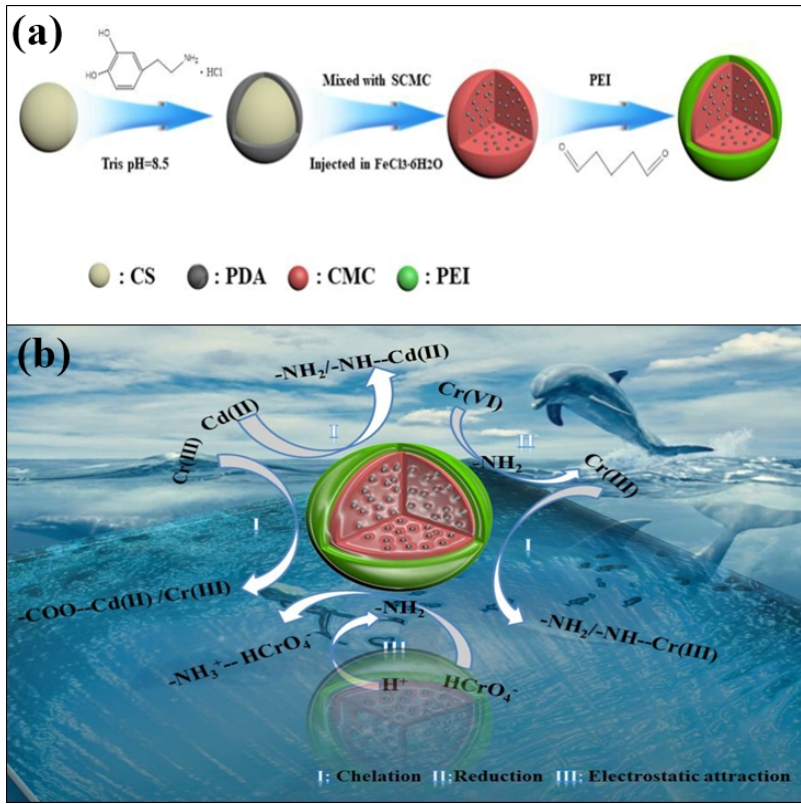 (a)
HO
HO
NH2
• HCl
Tris pH=8.5
Mixed with SCMC
Injected in FeCl3·6H2O
PEI
O
O
: CS
: PDA
: CMC
: PEI
(b)
-NH₂/-NH--Cd(II)
Cd(II)
Cr(III)
I
I
-COO--Cd(II) /Cr(III)
Cr(VI)
II
-NH₂
Cr(III)
I
-NH₂/-NH--Cr(III)
-NH₂
-NH₃⁺-- HCrO₄⁻
III
H⁺
HCrO₄⁻
I: Chelation II:Reduction III: Electrostatic attraction